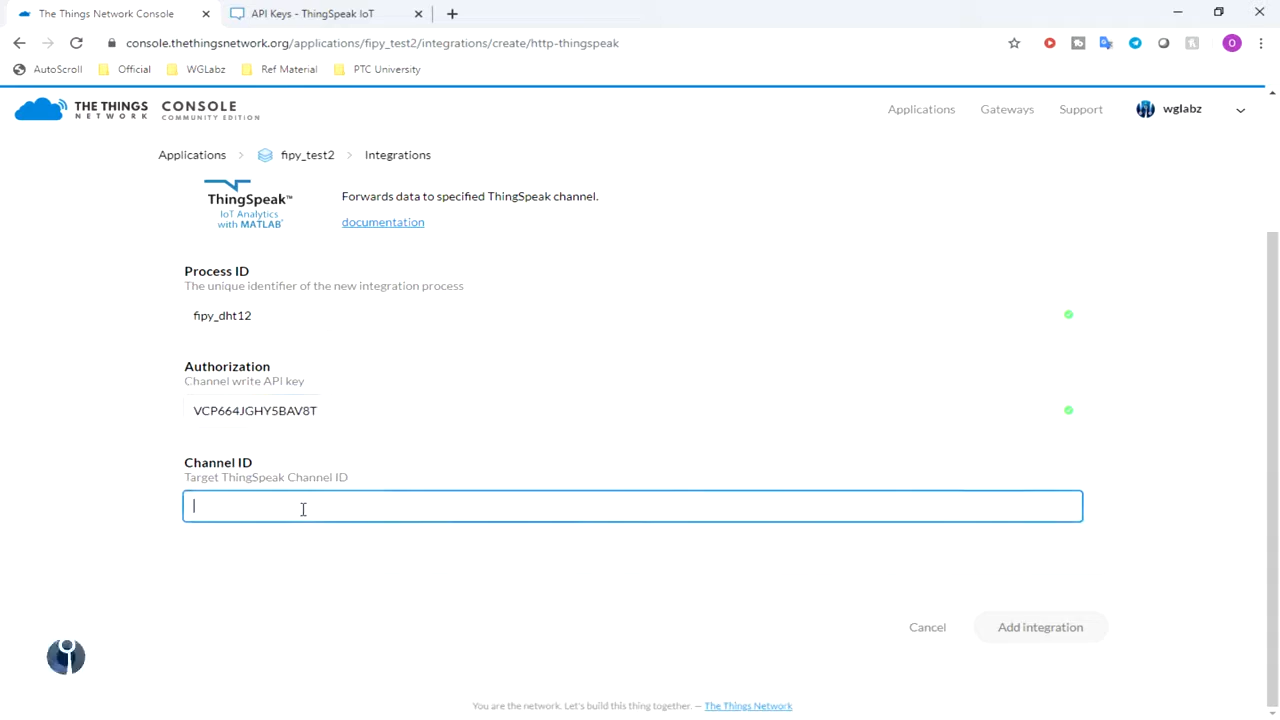 The Things Network Console
API Keys - ThingSpeak IoT
console.thethingsnetwork.org/applications/fipy_test2/integrations/create/http-thingspeak
O
AutoScroll
Official
WGLabz
Ref Material
PTC University
THE THINGS
NETWORK
CONSOLE
COMMUNITY EDITION
Applications
Gateways
Support
wglabz
Applications
fipy_test2
Integrations
ThingSpeak™
IoT Analytics
with MATLAB®
Forwards data to specified ThingSpeak channel.
documentation
Process ID
The unique identifier of the new integration process
fipy_dht12
Authorization
Channel write API key
VCP664JGHY5BAV8T
Channel ID
Target ThingSpeak Channel ID
Cancel
Add integration
You are the network. Let's build this thing together. — The Things Network